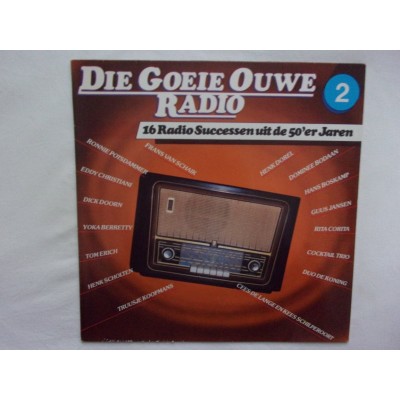 DIE GOEIE OUWE
RADIO
2
16 Radio Successen uit de 50'er Jaren
RONNIE POTSDAMMER
FRANS VAN SCHAIK
EDDY CHRISTIANI
DICK DOORN
YOKA BERRETTY
TOM ERICH
HENK SCHOLTEN
TRUUSJE KOOPMANS
HENK DOREL
DOMINEE BODAAN
HANS BOSKAMP
GUUS JANSEN
RITA CORITA
COCKTAIL TRIO
DUO DE KONING
CEES DE LANGE EN KEES SCHILPEROORT